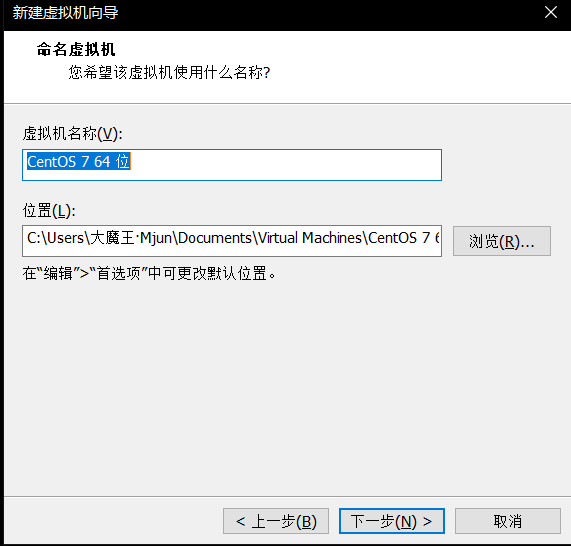 新建虚拟机向导
命名虚拟机
您希望该虚拟机使用什么名称?
虚拟机名称(V):
CentOS 7 64 位
位置(L):
C:\Users\大魔王·Mjun\Documents\Virtual Machines\CentOS 7 6
浏览(R)...
在“编辑”>“首选项”中可更改默认位置。
< 上一步(B)
下一步(N) >
取消